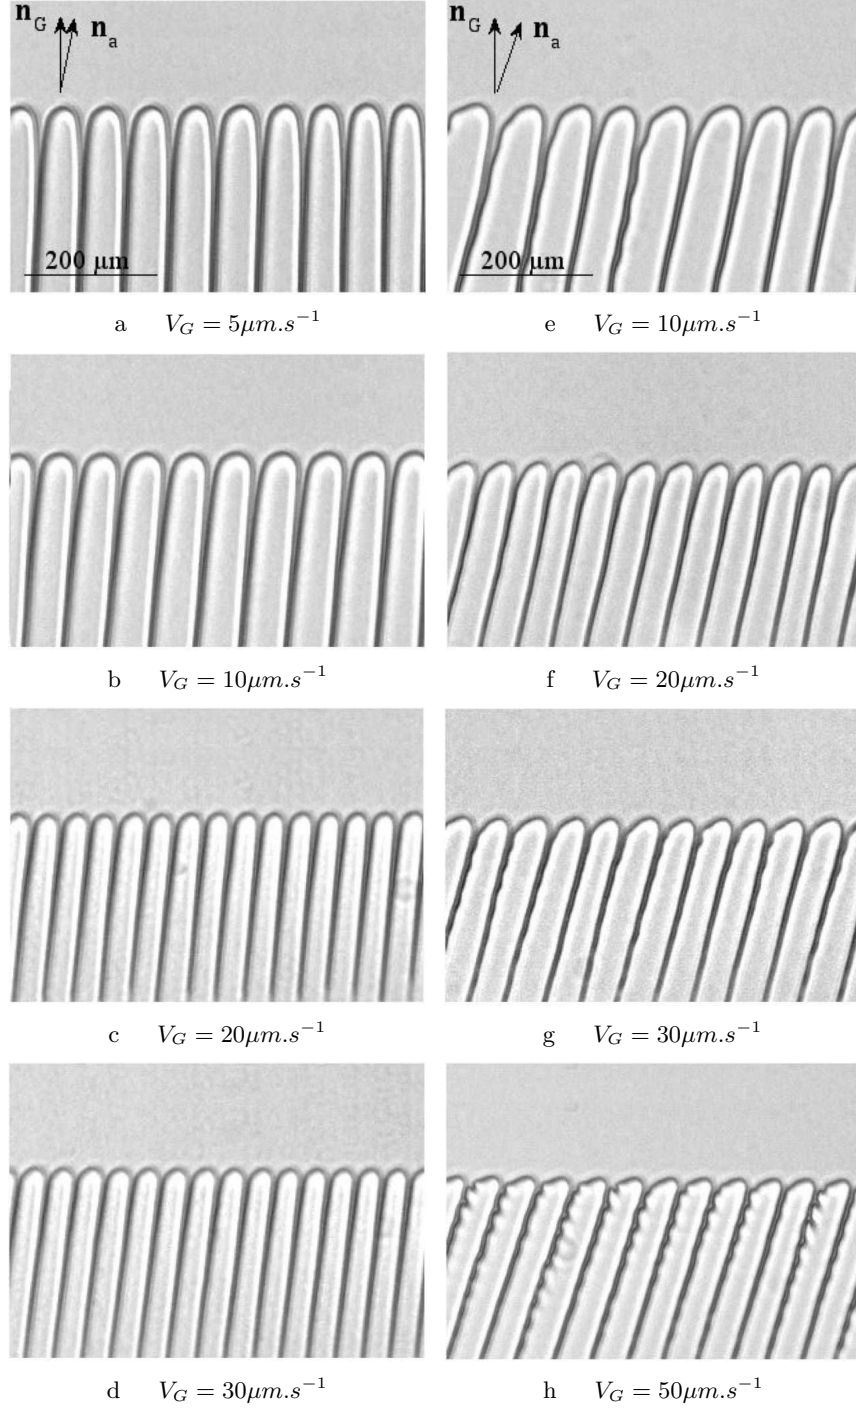 n_G n_a n_G n_a
200 μm 200 μm
a V_G = 5μm.s⁻¹ e V_G = 10μm.s⁻¹
b V_G = 10μm.s⁻¹ f V_G = 20μm.s⁻¹
c V_G = 20μm.s⁻¹ g V_G = 30μm.s⁻¹
d V_G = 30μm.s⁻¹ h V_G = 50μm.s⁻¹